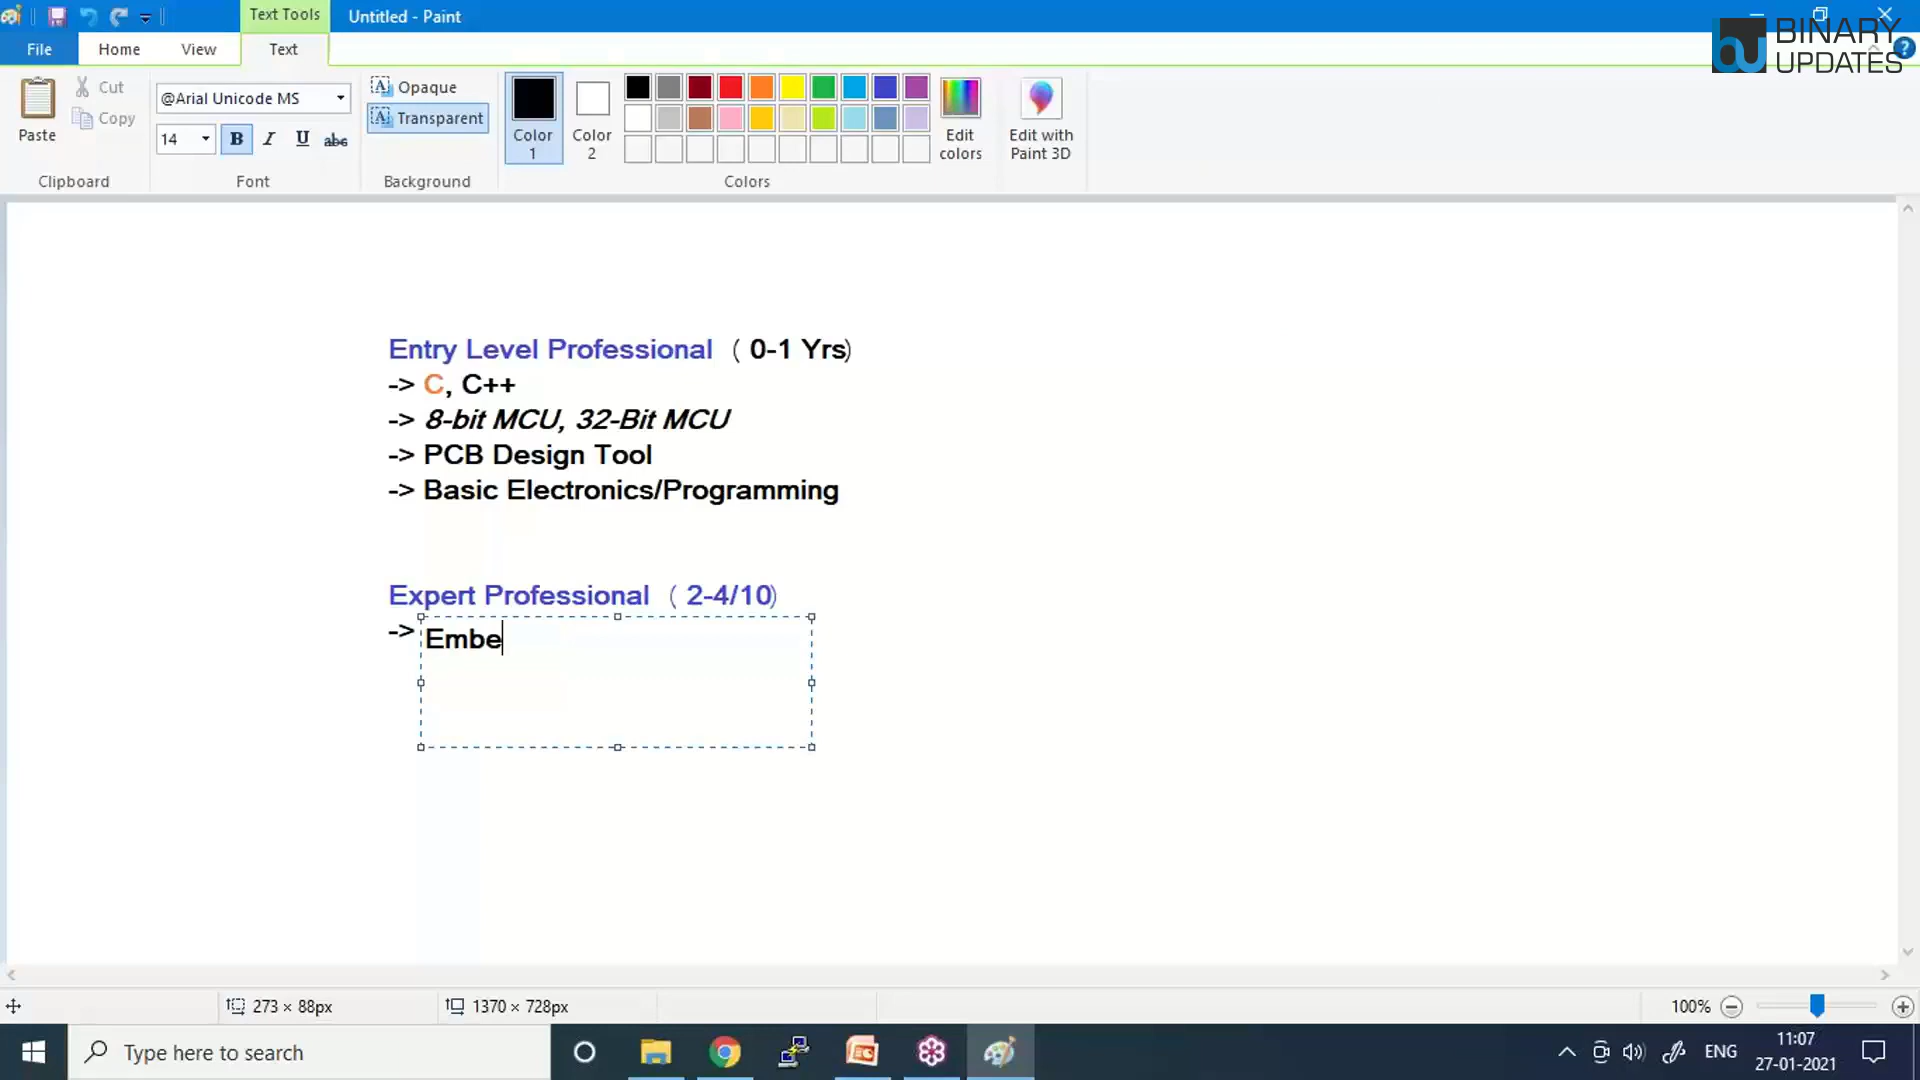 Text Tools
Untitled - Paint
BINARY
UPDATES
File
Home
View
Text
Paste
Cut
Copy
Clipboard
@Arial Unicode MS
14
B
I
U
abc
Font
Opaque
Transparent
Background
Color
1
Color
2
Colors
Edit
colors
Edit with
Paint 3D
Entry Level Professional ( 0-1 Yrs)
-> C, C++
-> 8-bit MCU, 32-Bit MCU
-> PCB Design Tool
-> Basic Electronics/Programming
Expert Professional ( 2-4/10)
-> Embe
273 × 88px
1370 × 728px
100%
Type here to search
ENG
11:07
27-01-2021